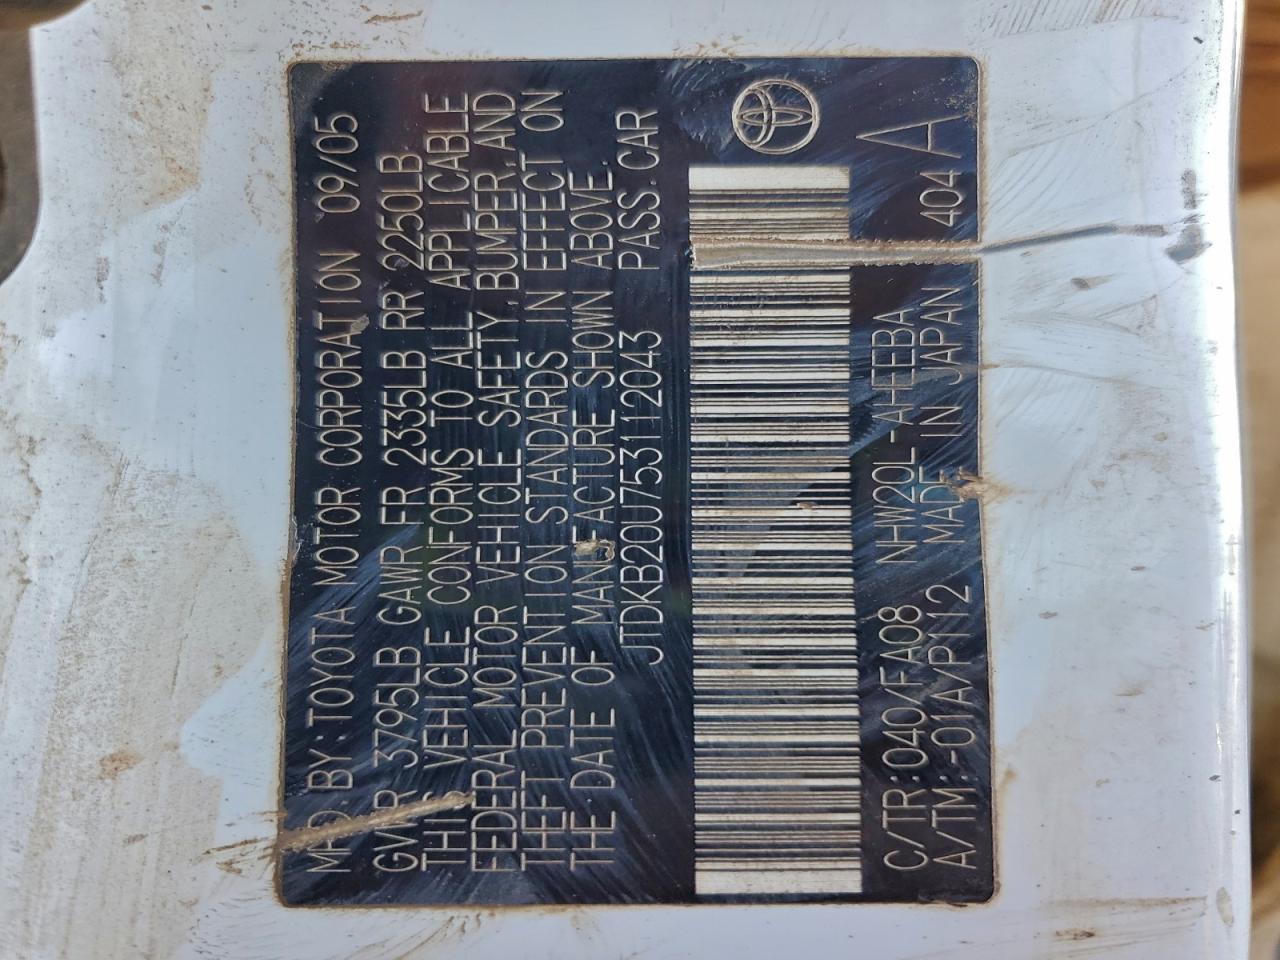 MFD.BY:TOYOTA MOTOR CORPORATION 09/05
GVWR 3795LB GAWR FR 2335LB RR 2250LB
THIS VEHICLE CONFORMS TO ALL APPLICABLE
FEDERAL MOTOR VEHICLE SAFETY,BUMPER,AND
THEFT PREVENTION STANDARDS IN EFFECT ON
THE DATE OF MANUFACTURE SHOWN ABOVE.
JTDKB20U753112043 PASS.CAR
C/TR:040/FA08 NHW20L-AHEEBA
A/TM:-01A/P112 MADE IN JAPAN 404 A